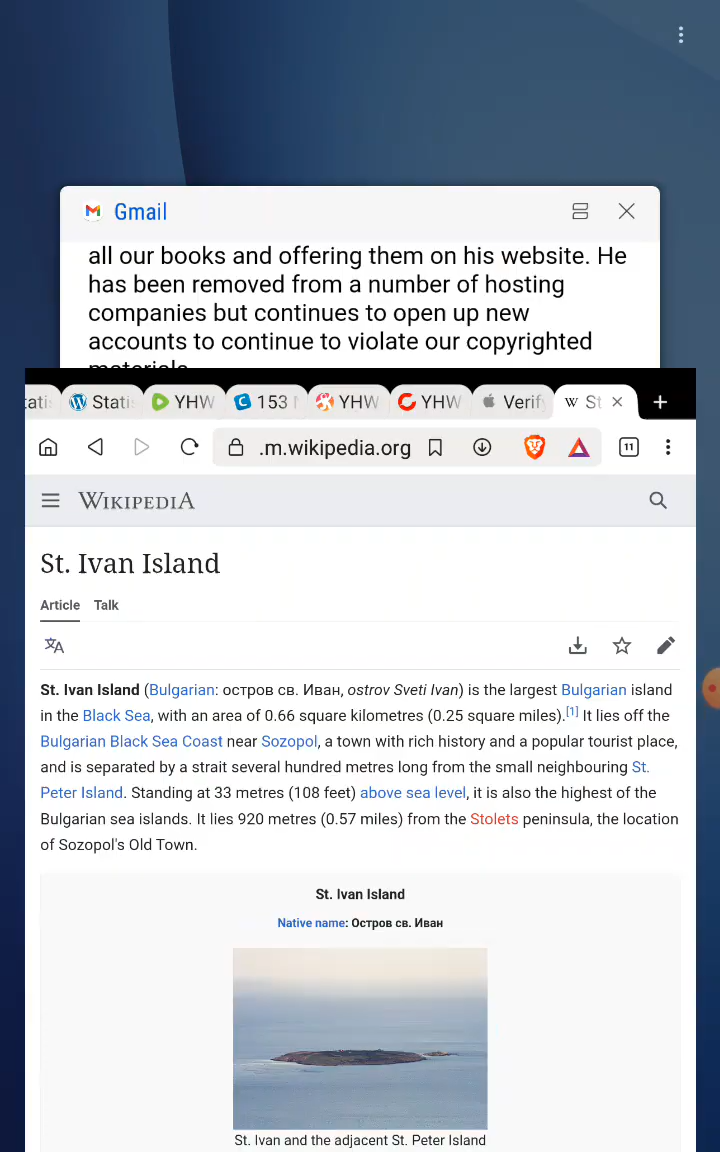 Gmail
all our books and offering them on his website. He
has been removed from a number of hosting
companies but continues to open up new
accounts to continue to violate our copyrighted
Stati YHW 153 YHW YHW Verify St
.m.wikipedia.org 11
WIKIPEDIA
St. Ivan Island
Article Talk
St. Ivan Island (Bulgarian: остров св. Иван, ostrov Sveti Ivan) is the largest Bulgarian island
in the Black Sea, with an area of 0.66 square kilometres (0.25 square miles).[1] It lies off the
Bulgarian Black Sea Coast near Sozopol, a town with rich history and a popular tourist place,
and is separated by a strait several hundred metres long from the small neighbouring St.
Peter Island. Standing at 33 metres (108 feet) above sea level, it is also the highest of the
Bulgarian sea islands. It lies 920 metres (0.57 miles) from the Stolets peninsula, the location
of Sozopol's Old Town.
St. Ivan Island
Native name: Остров св. Иван
St. Ivan and the adjacent St. Peter Island